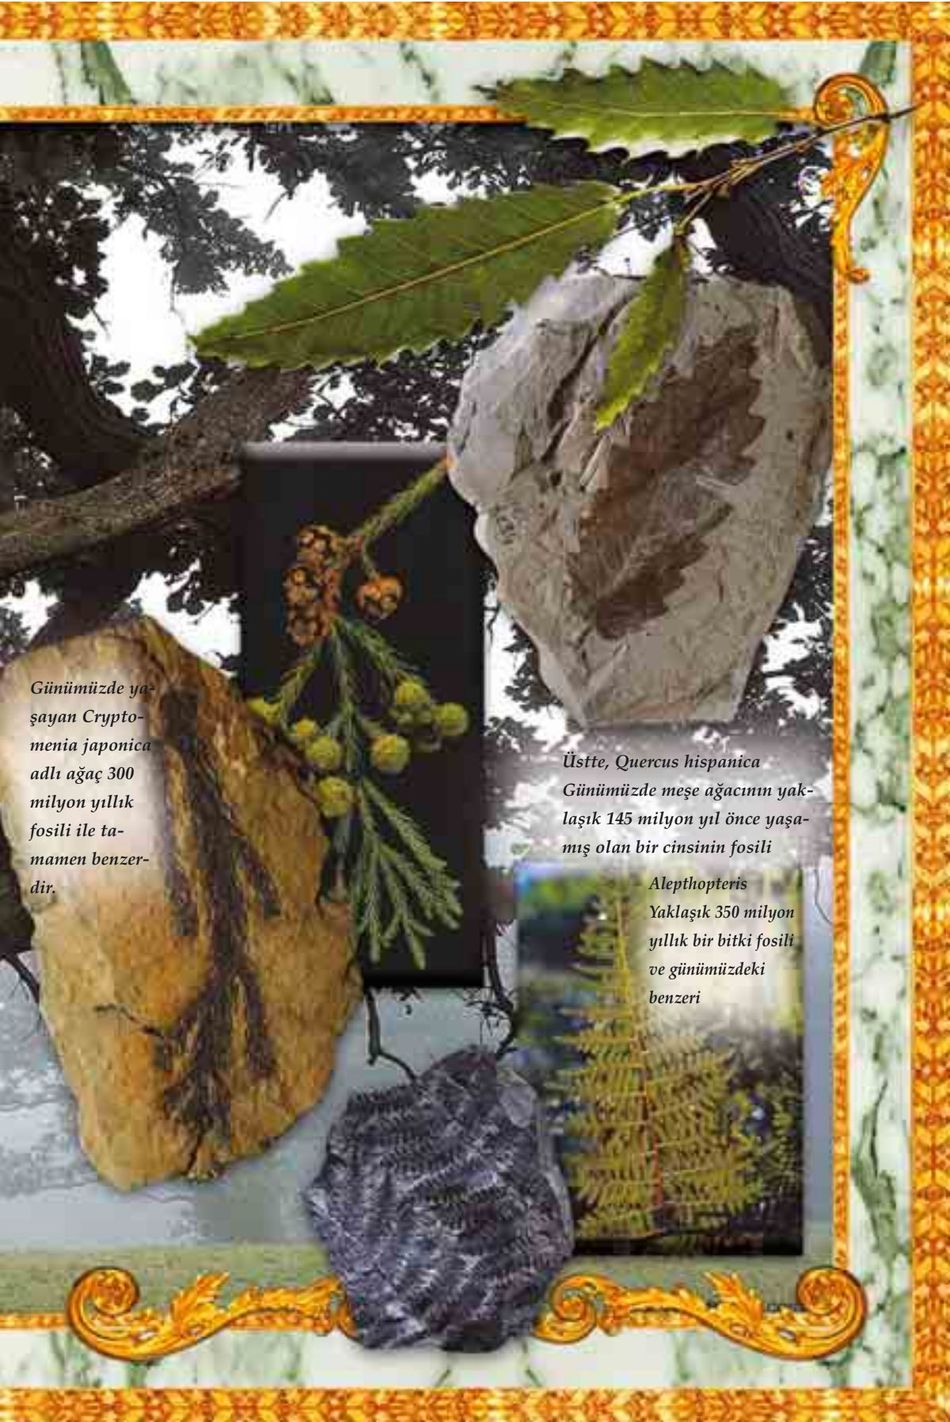 Günümüzde ya-
şayan Crypto-
menia japonica
adlı ağaç 300
milyon yıllık
fosili ile ta-
mamen benzer-
dir.
Üstte, Quercus hispanica
Günümüzde meşe ağacının yak-
laşık 145 milyon yıl önce yaşa-
mış olan bir cinsinin fosili
Alepthopteris
Yaklaşık 350 milyon
yıllık bir bitki fosili
ve günümüzdeki
benzeri